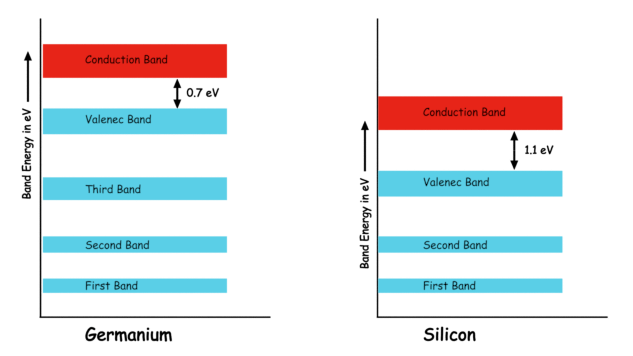 Conduction Band
0.7 eV
Valenec Band
Third Band
Second Band
First Band
Band Energy in eV
Germanium
Conduction Band
1.1 eV
Valenec Band
Second Band
First Band
Band Energy in eV
Silicon